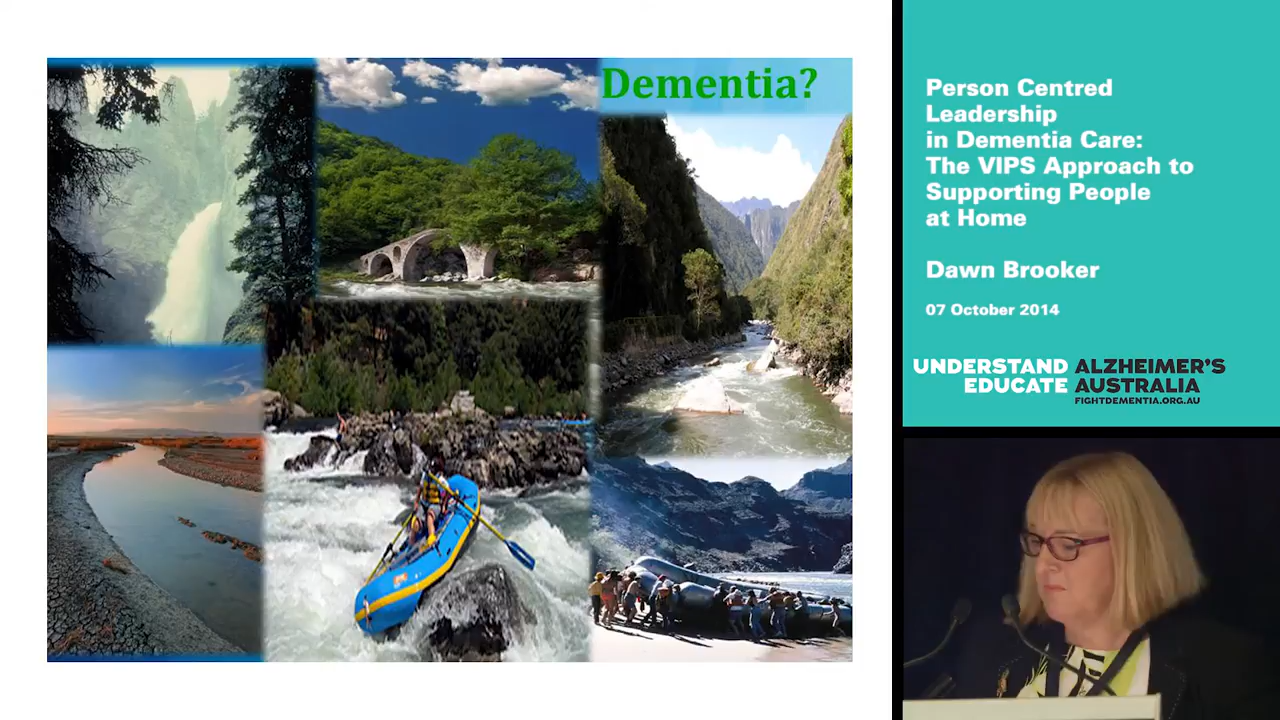 Dementia?
Person Centred
Leadership
in Dementia Care:
The VIPS Approach to
Supporting People
at Home
Dawn Brooker
07 October 2014
UNDERSTAND ALZHEIMER'S
EDUCATE AUSTRALIA
FIGHTDEMENTIA.ORG.AU